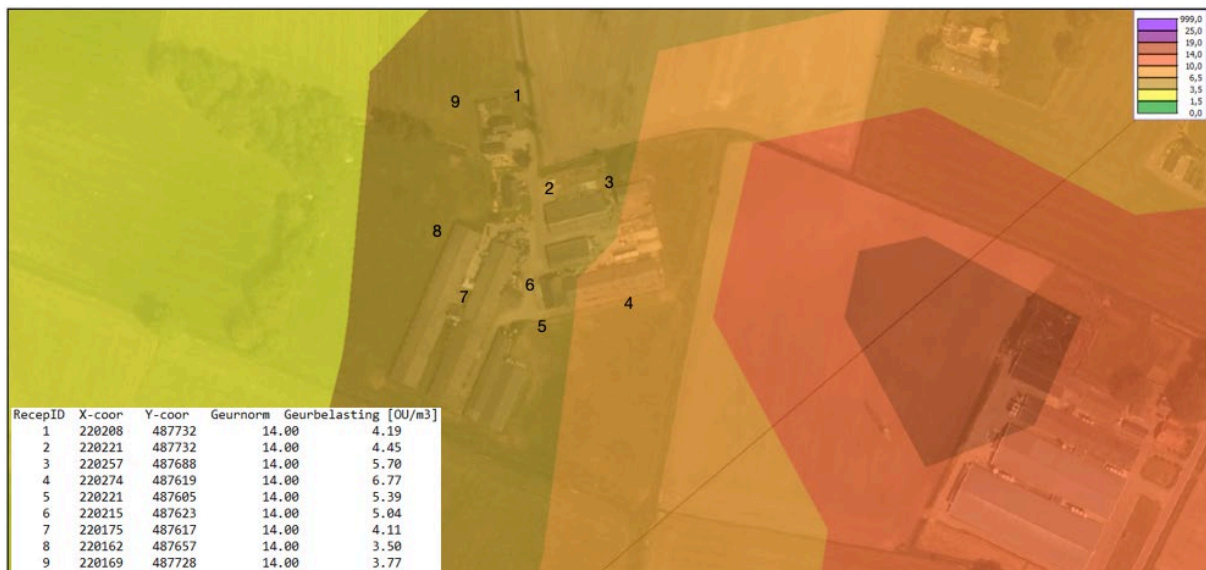 999,0
25,0
19,0
14,0
10,0
6,5
3,5
1,5
0,0
9 1
2 3
8
7 6 4
5
RecepID X-coor Y-coor Geurnorm Geurbelasting [OU/m3]
1 220208 487732 14.00 4.19
2 220221 487732 14.00 4.45
3 220257 487688 14.00 5.70
4 220274 487619 14.00 6.77
5 220221 487605 14.00 5.39
6 220215 487623 14.00 5.04
7 220175 487617 14.00 4.11
8 220162 487657 14.00 3.50
9 220169 487728 14.00 3.77